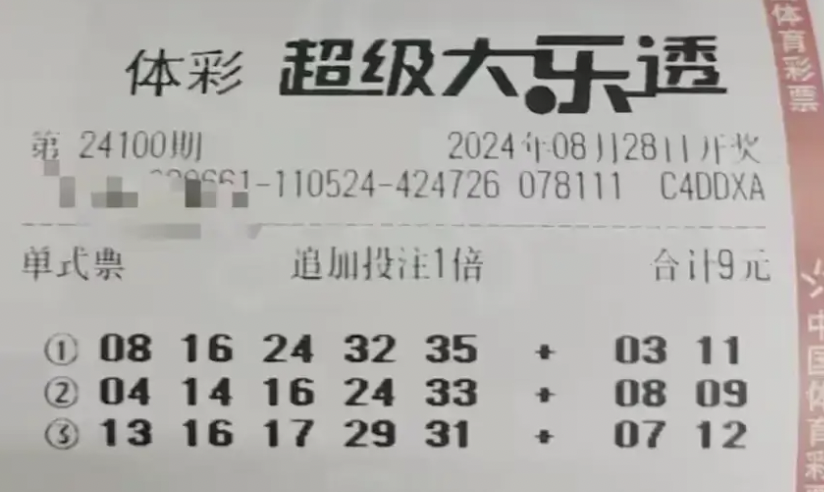 体彩 超级大乐透
第 24100期 2024年08月28日开奖
-110524-424726 078111 C4DDXA
单式票 追加投注1倍 合计9元
① 08 16 24 32 35 + 03 11
② 04 14 16 24 33 + 08 09
③ 13 16 17 29 31 + 07 12
体育彩票
中国体育彩